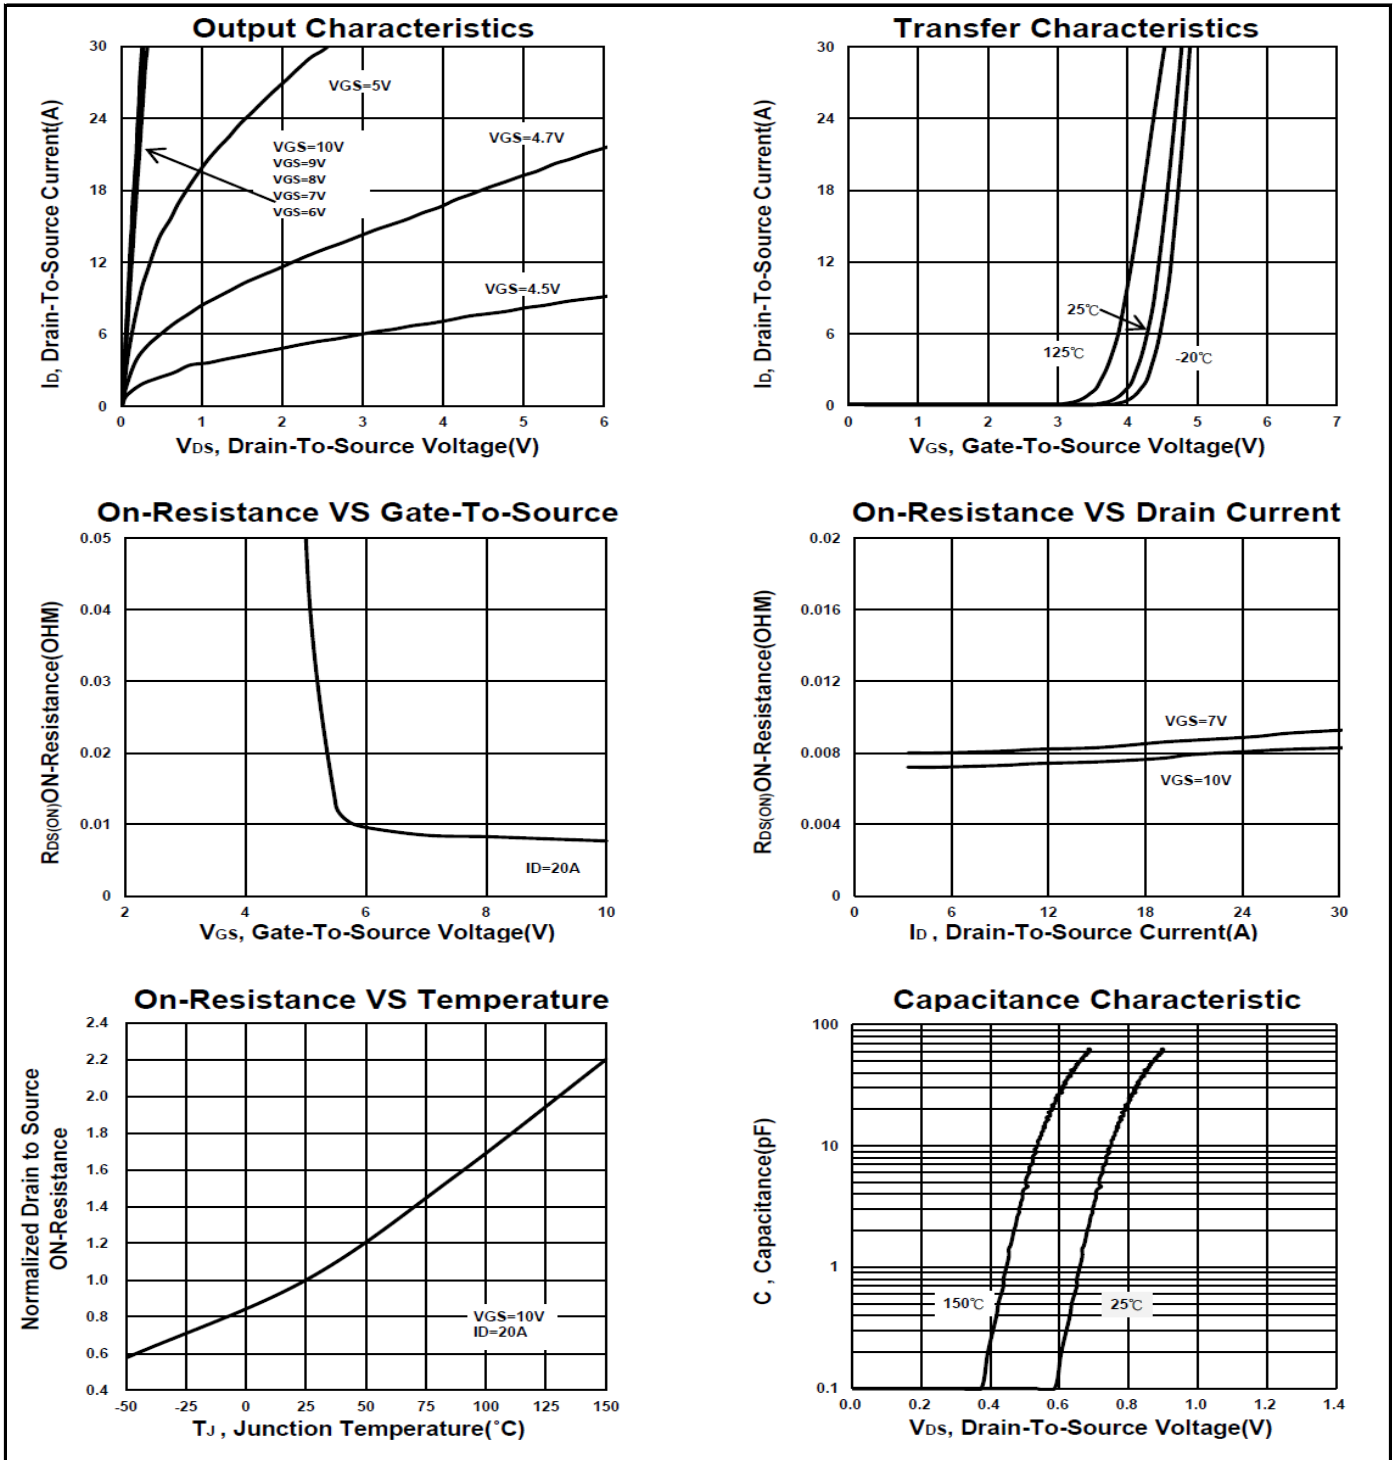 Output Characteristics
ID, Drain-To-Source Current(A)
30
24
18
12
6
0
VGS=5V
VGS=10V
VGS=9V
VGS=8V
VGS=7V
VGS=6V
VGS=4.7V
VGS=4.5V
0 1 2 3 4 5 6
VDS, Drain-To-Source Voltage(V)
Transfer Characteristics
ID, Drain-To-Source Current(A)
30
24
18
12
6
0
25℃
125℃
-20℃
0 1 2 3 4 5 6 7
VGS, Gate-To-Source Voltage(V)
On-Resistance VS Gate-To-Source
RDS(ON)ON-Resistance(OHM)
0.05
0.04
0.03
0.02
0.01
0
ID=20A
2 4 6 8 10
VGS, Gate-To-Source Voltage(V)
On-Resistance VS Drain Current
RDS(ON)ON-Resistance(OHM)
0.02
0.016
0.012
0.008
0.004
0
VGS=7V
VGS=10V
0 6 12 18 24 30
ID , Drain-To-Source Current(A)
On-Resistance VS Temperature
Normalized Drain to Source
ON-Resistance
2.4
2.2
2.0
1.8
1.6
1.4
1.2
1.0
0.8
0.6
0.4
VGS=10V
ID=20A
-50 -25 0 25 50 75 100 125 150
TJ , Junction Temperature(°C)
Capacitance Characteristic
C , Capacitance(pF)
100
10
1
0.1
150℃
25℃
0.0 0.2 0.4 0.6 0.8 1.0 1.2 1.4
VDS, Drain-To-Source Voltage(V)